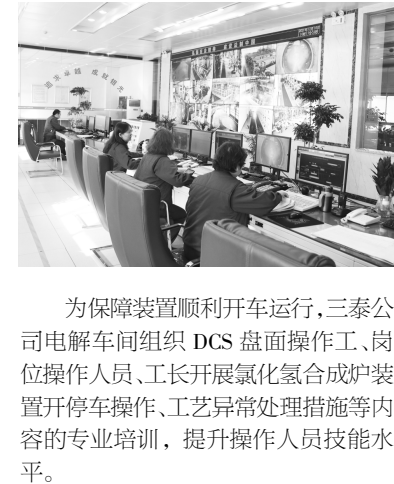 为保障装置顺利开车运行，三泰公
司电解车间组织 DCS 盘面操作工、岗
位操作人员、工长开展氯化氢合成炉装
置开停车操作、工艺异常处理措施等内
容的专业培训，提升操作人员技能水
平。